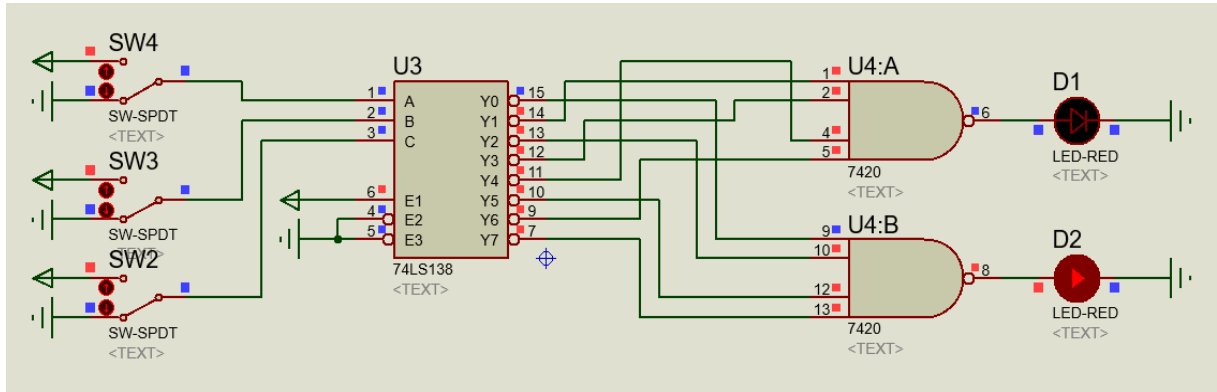 SW4
SW-SPDT
<TEXT>
SW3
SW-SPDT
<TEXT>
SW2
SW-SPDT
<TEXT>
U3
1 A Y0 15
2 B Y1 14
3 C Y2 13
Y3 12
Y4 11
6 E1 Y5 10
4 E2 Y6 9
5 E3 Y7 7
74LS138
<TEXT>
U4:A
1
2
4
5
6
7420
<TEXT>
D1
LED-RED
<TEXT>
U4:B
9
10
12
13
8
7420
<TEXT>
D2
LED-RED
<TEXT>